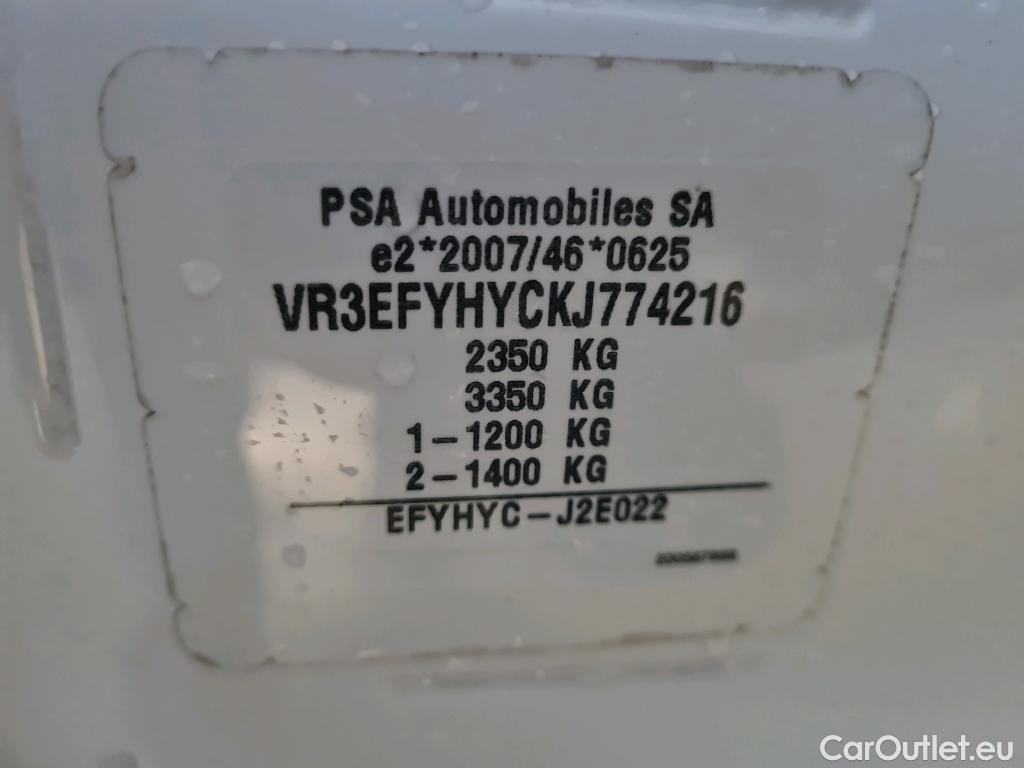 PSA Automobiles SA
e2*2007/46*0625
VR3EFYHYCKJ774216
2350 KG
3350 KG
1-1200 KG
2-1400 KG
EFYHYC-J2E022
CarOutlet.eu